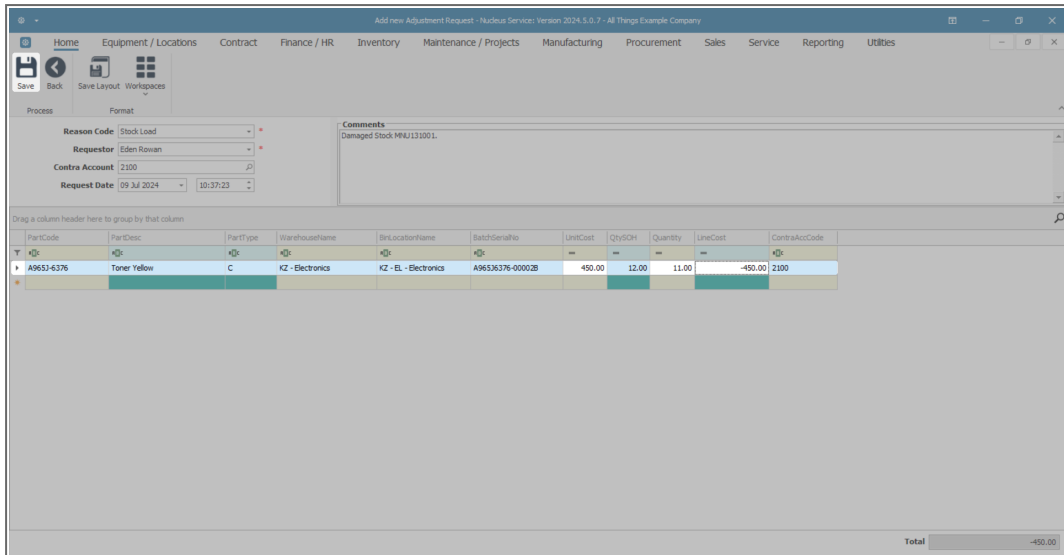 Add new Adjustment Request - Nucleus Service: Version 2024.5.0.7 - All Things Example Company
Home Equipment / Locations Contract Finance / HR Inventory Maintenance / Projects Manufacturing Procurement Sales Service Reporting Utilities
Save Back Save Layout Workspaces
Process Format
Reason Code Stock Load *
Requestor Eden Rowan *
Contra Account 2100
Request Date 09 Jul 2024 10:37:23
Comments
Damaged Stock MNU131001.
Drag a column header here to group by that column
PartCode PartDesc PartType WarehouseName BinLocationName BatchSerialNo UnitCost QtySOH Quantity LineCost ContraAccCode
A965J-6376 Toner Yellow C KZ - Electronics KZ - EL - Electronics A965J6376-00002B 450.00 12.00 11.00 -450.00 2100
Total -450.00